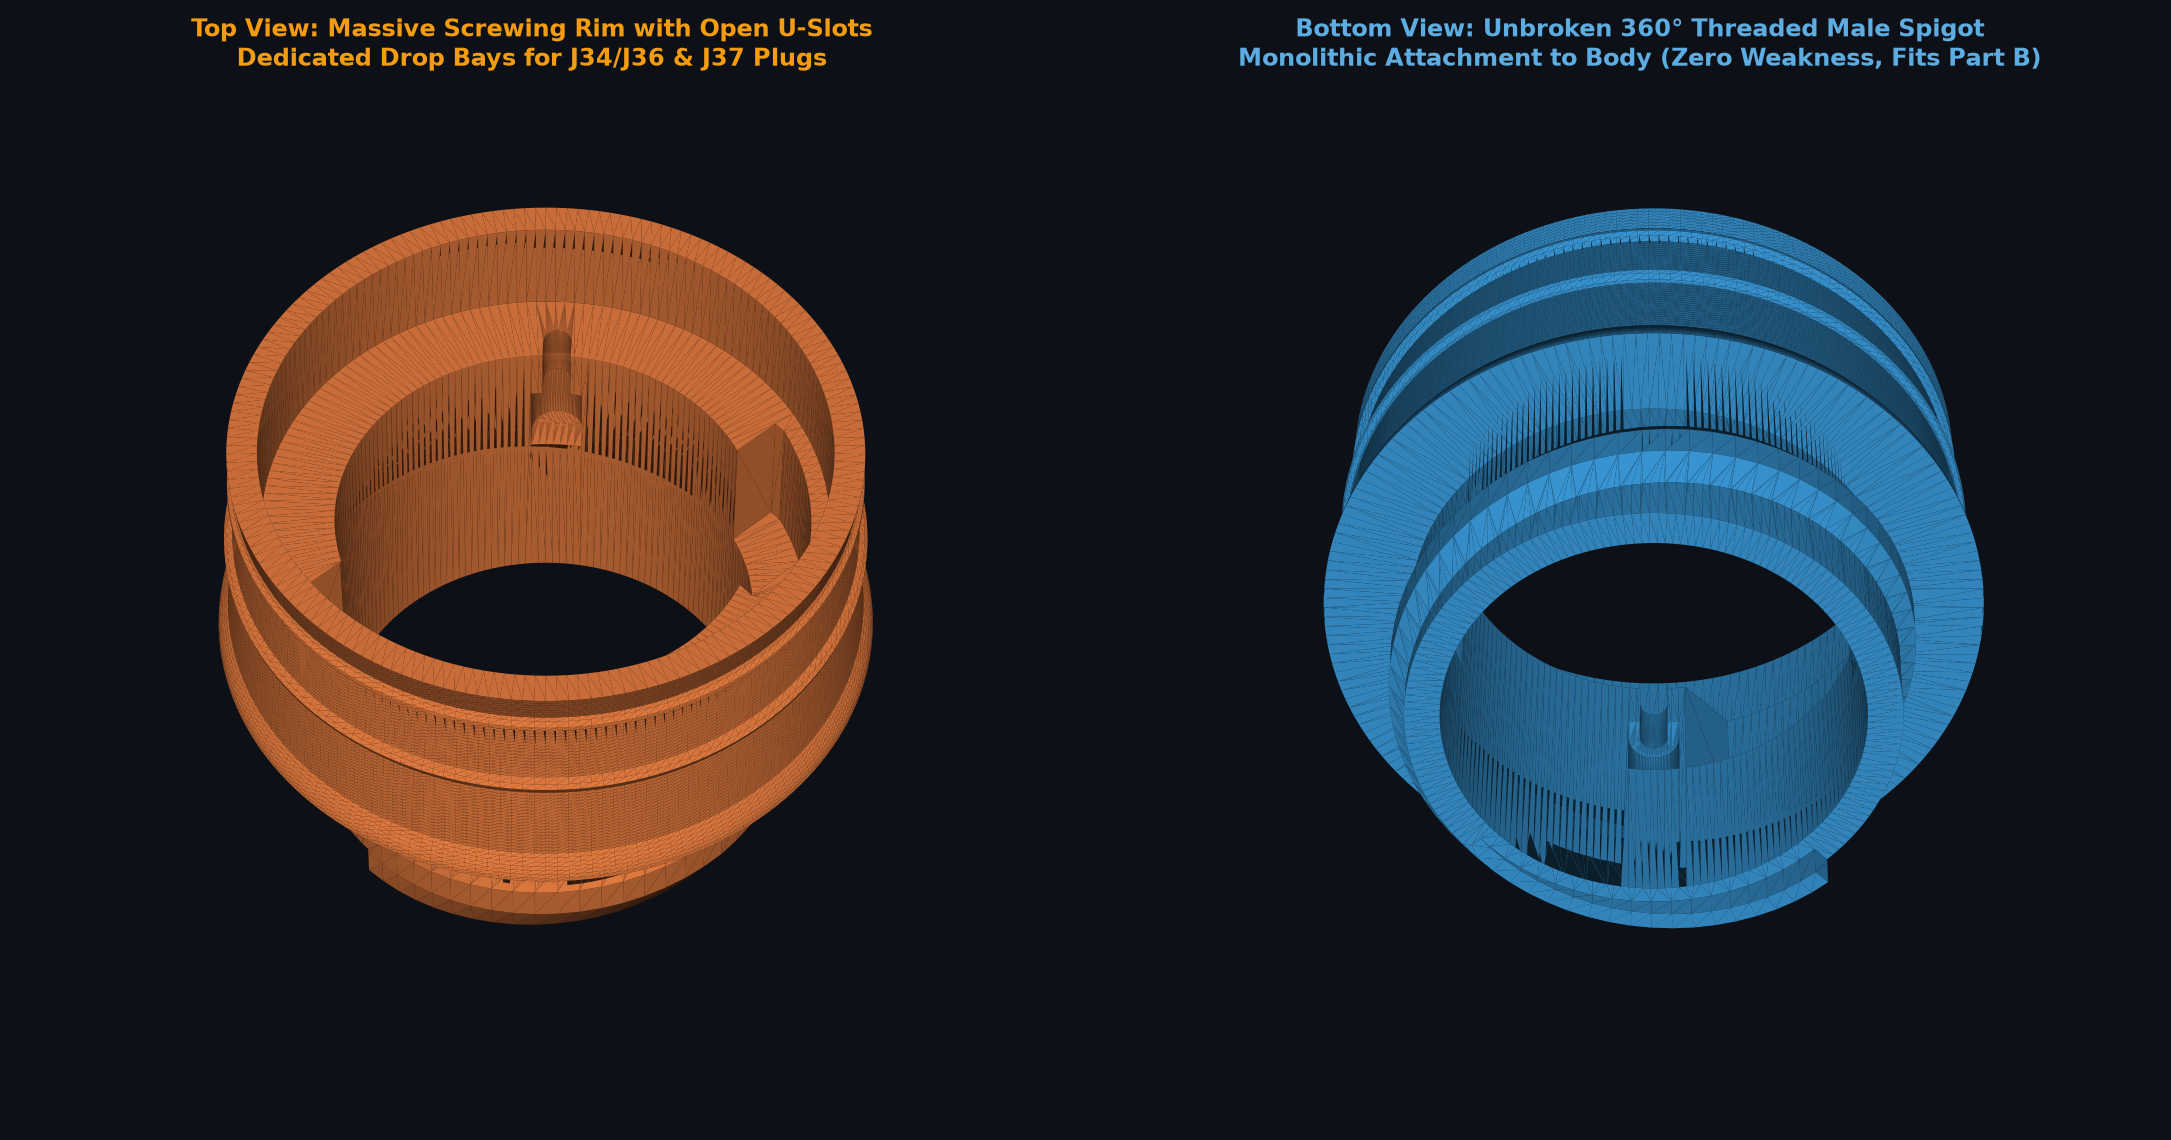 Top View: Massive Screwing Rim with Open U-Slots
Dedicated Drop Bays for J34/J36 & J37 Plugs
Bottom View: Unbroken 360° Threaded Male Spigot
Monolithic Attachment to Body (Zero Weakness, Fits Part B)